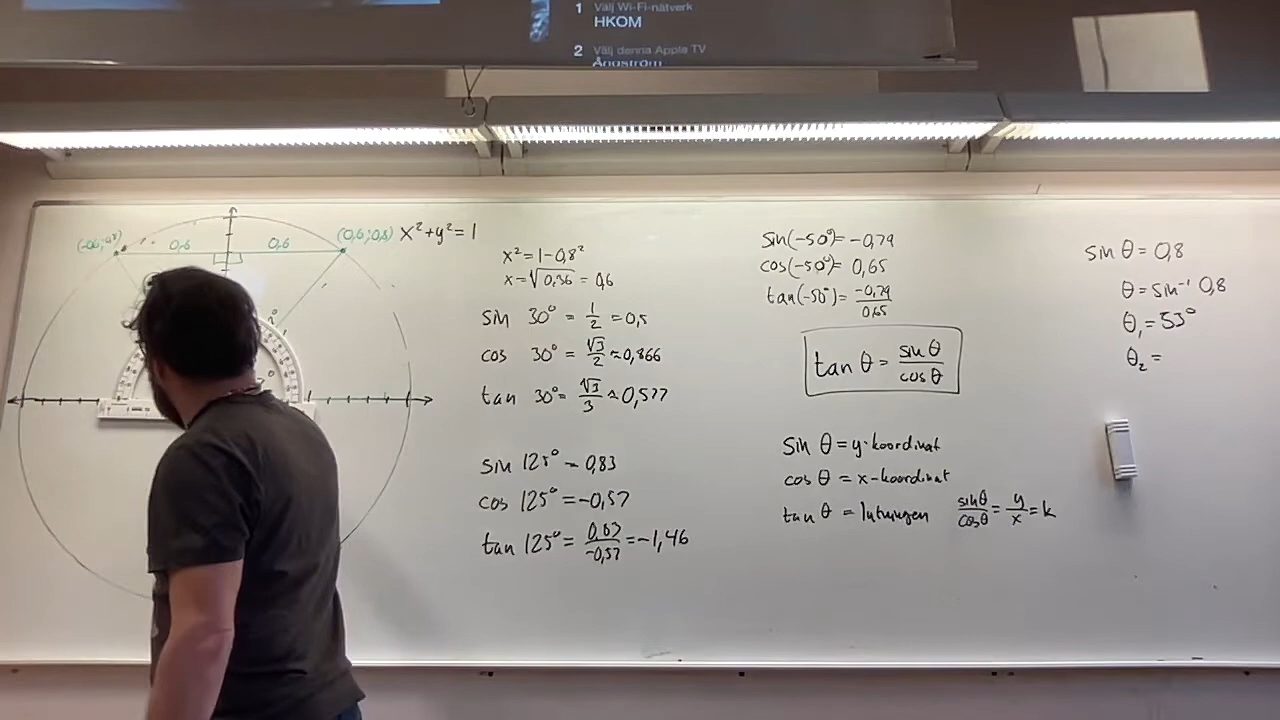 1 Välj Wi-Fi-nätverk
HKOM
2 Välj denna Apple TV
Ångström
(-0,6;0,8)
0,6
0,6
(0,6;0,8)
x²+y²=1
x²=1-0,8²
x=√0,36 = 0,6
sin 30° = 1/2 = 0,5
cos 30° = √3/2 ≈ 0,866
tan 30° = √3/3 ≈ 0,577
sin 125° = 0,83
cos 125° = -0,57
tan 125° = 0,83/-0,57 = -1,46
sin(-50°) = -0,79
cos(-50°) = 0,65
tan(-50°) = -0,79/0,65
tan θ = sin θ/cos θ
sin θ = y-koordinat
cos θ = x-koordinat
tan θ = lutningen sinθ/cosθ = y/x = k
sin θ = 0,8
θ = sin⁻¹ 0,8
θ₁ = 53°
θ₂ =